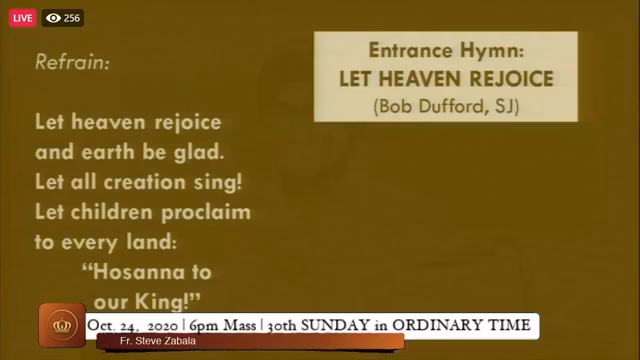 LIVE 256
Entrance Hymn:
LET HEAVEN REJOICE
(Bob Dufford, SJ)
Refrain:
Let heaven rejoice
and earth be glad.
Let all creation sing!
Let children proclaim
to every land:
“Hosanna to
our King!”
Oct. 24, 2020 | 6pm Mass | 30th SUNDAY in ORDINARY TIME
Fr. Steve Zabala